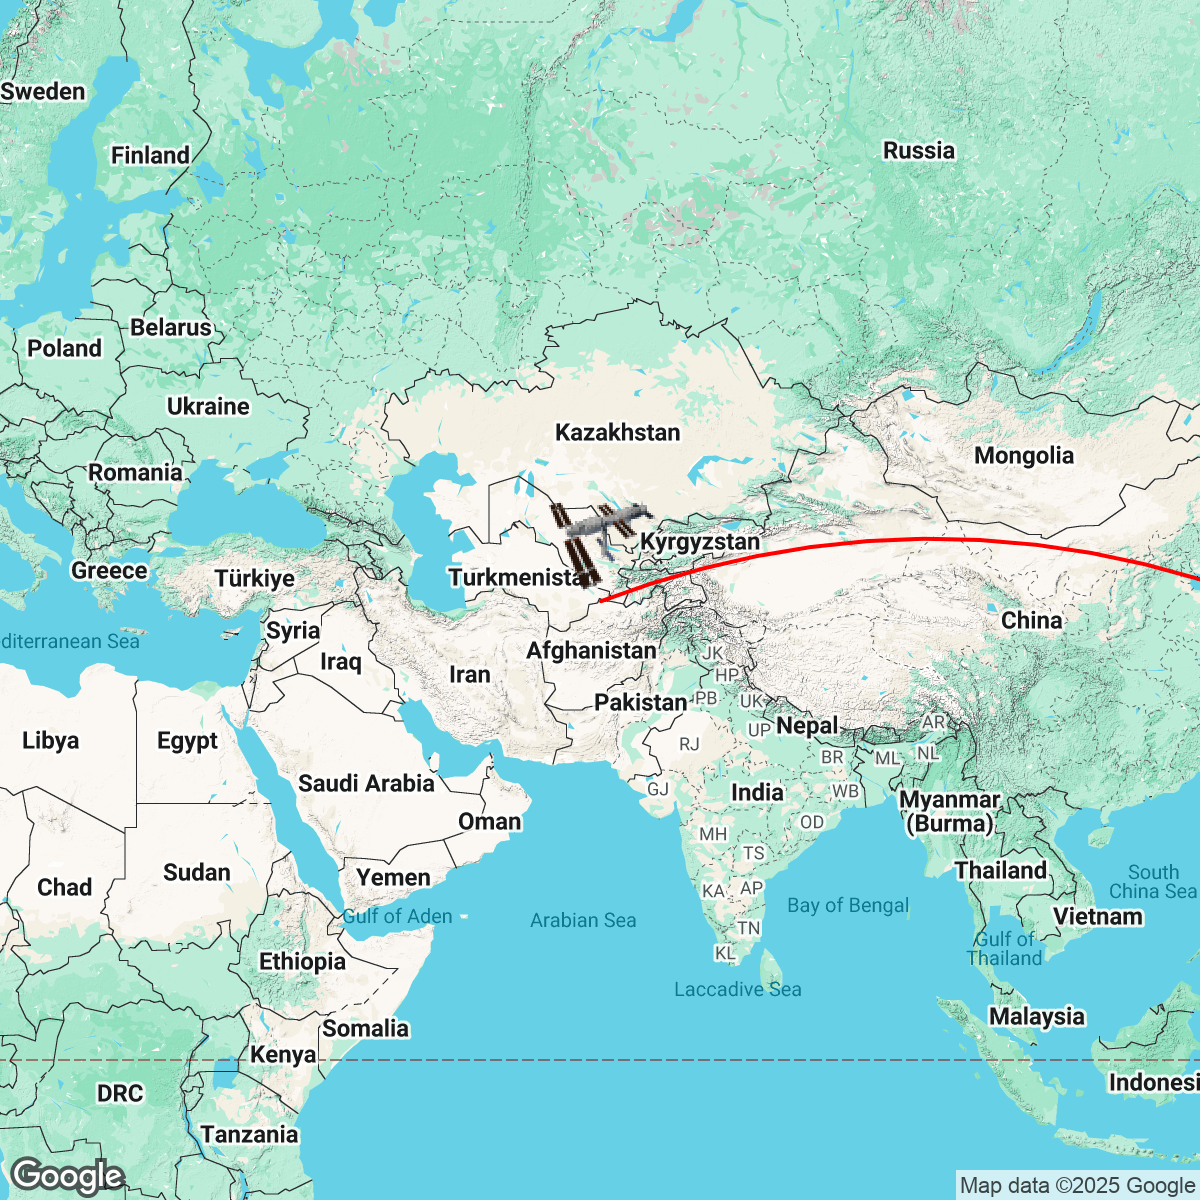 Sweden
Finland
Russia
Belarus
Poland
Ukraine
Kazakhstan
Mongolia
Romania
Kyrgyzstan
Greece
Türkiye
Turkmenista
China
Syria
diterranean Sea
Afghanistan
JK
Iraq
Iran
HP
Pakistan
PB
UK
Nepal
AR
UP
Libya
Egypt
RJ
BR
ML
NL
Saudi Arabia
GJ
India
WB
Myanmar
(Burma)
Oman
OD
MH
TS
Sudan
Thailand
South
China Sea
Chad
Yemen
KA
AP
Gulf of Aden
Arabian Sea
Bay of Bengal
Vietnam
TN
Gulf of
Thailand
KL
Ethiopia
Laccadive Sea
Malaysia
Somalia
Kenya
DRC
Indonesi
Tanzania
Google
Map data ©2025 Google